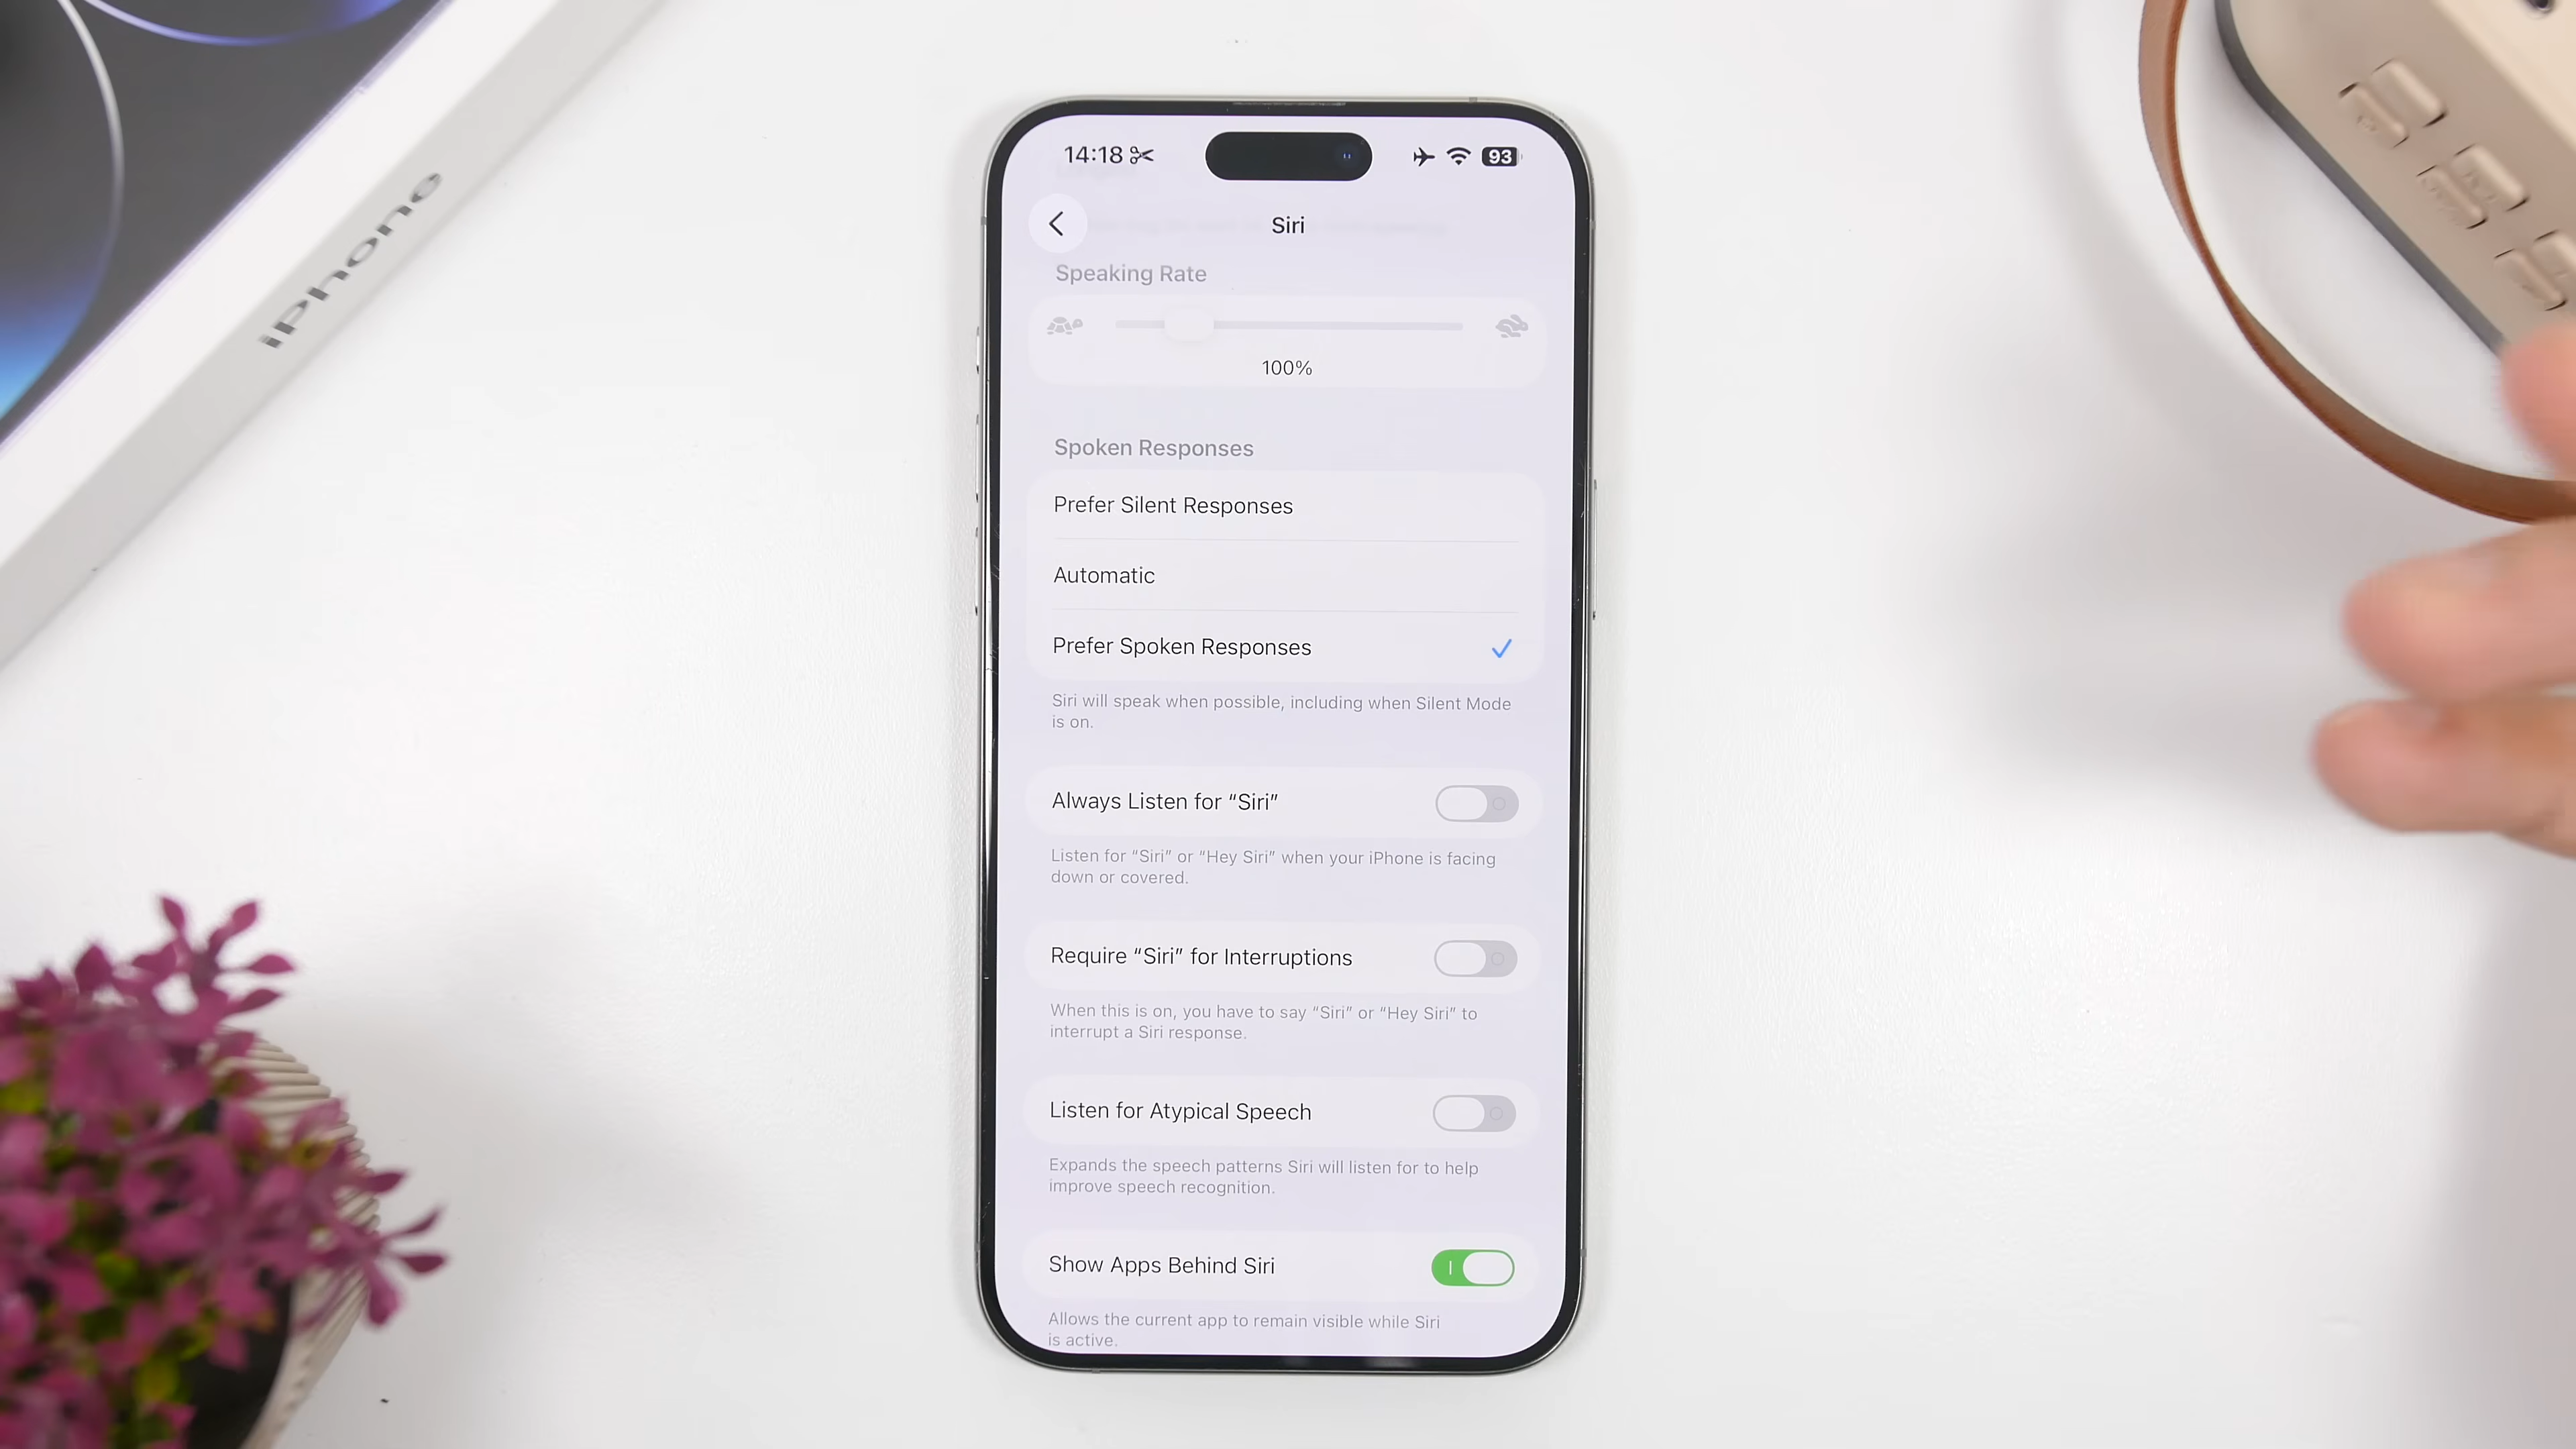 iPhone
14:18
93
Siri
Speaking Rate
100%
Spoken Responses
Prefer Silent Responses
Automatic
Prefer Spoken Responses
Siri will speak when possible, including when Silent Mode
is on.
Always Listen for “Siri”
Listen for “Siri” or “Hey Siri” when your iPhone is facing
down or covered.
Require “Siri” for Interruptions
When this is on, you have to say “Siri” or “Hey Siri” to
interrupt a Siri response.
Listen for Atypical Speech
Expands the speech patterns Siri will listen for to help
improve speech recognition.
Show Apps Behind Siri
Allows the current app to remain visible while Siri
is active.